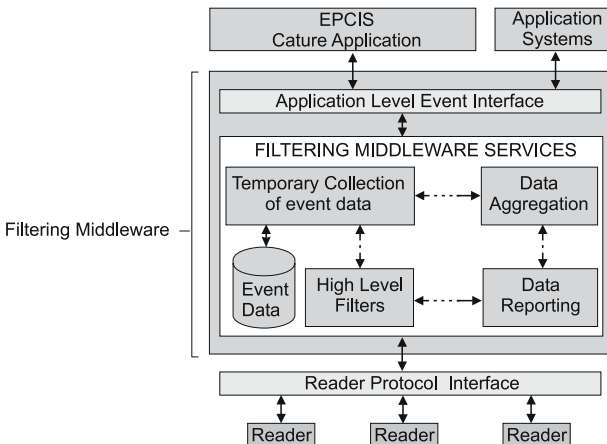 EPCIS
Cature Application
Application
Systems
Application Level Event Interface
FILTERING MIDDLEWARE SERVICES
Temporary Collection
of event data
Data
Aggregation
Filtering Middleware
Event
Data
High Level
Filters
Data
Reporting
Reader Protocol Interface
Reader
Reader
Reader